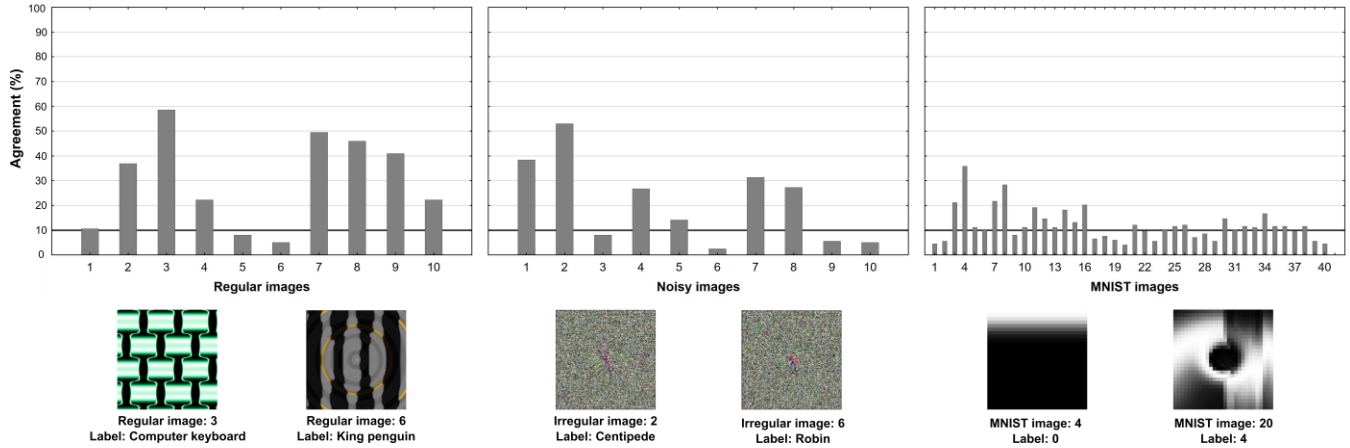 Agreement (%)
100
90
80
70
60
50
40
30
20
10
0
1 2 3 4 5 6 7 8 9 10
Regular images
1 2 3 4 5 6 7 8 9 10
Noisy images
1 4 7 10 13 16 19 22 25 28 31 34 37 40
MNIST images
Regular image: 3
Label: Computer keyboard
Regular image: 6
Label: King penguin
Irregular image: 2
Label: Centipede
Irregular image: 6
Label: Robin
MNIST image: 4
Label: 0
MNIST image: 20
Label: 4